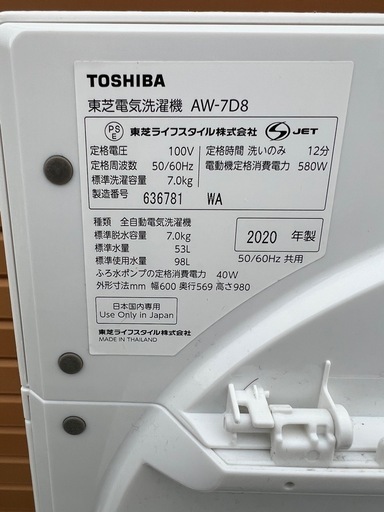 TOSHIBA
東芝電気洗濯機 AW-7D8
PS
E
東芝ライフスタイル株式会社 S JET
定格電圧 100V 定格時間 洗いのみ 12分
定格周波数 50/60Hz 電動機定格消費電力 580W
標準洗濯容量 7.0kg
製造番号 636781 WA
種類 全自動電気洗濯機
標準脱水容量 7.0kg
標準水量 53L
標準使用水量 98L
2020 年製
50/60Hz 共用
ふろ水ポンプの定格消費電力 40W
外形寸法mm 幅600 奥行569 高さ980
日本国内専用
Use Only in Japan
東芝ライフスタイル株式会社
MADE IN THAILAND